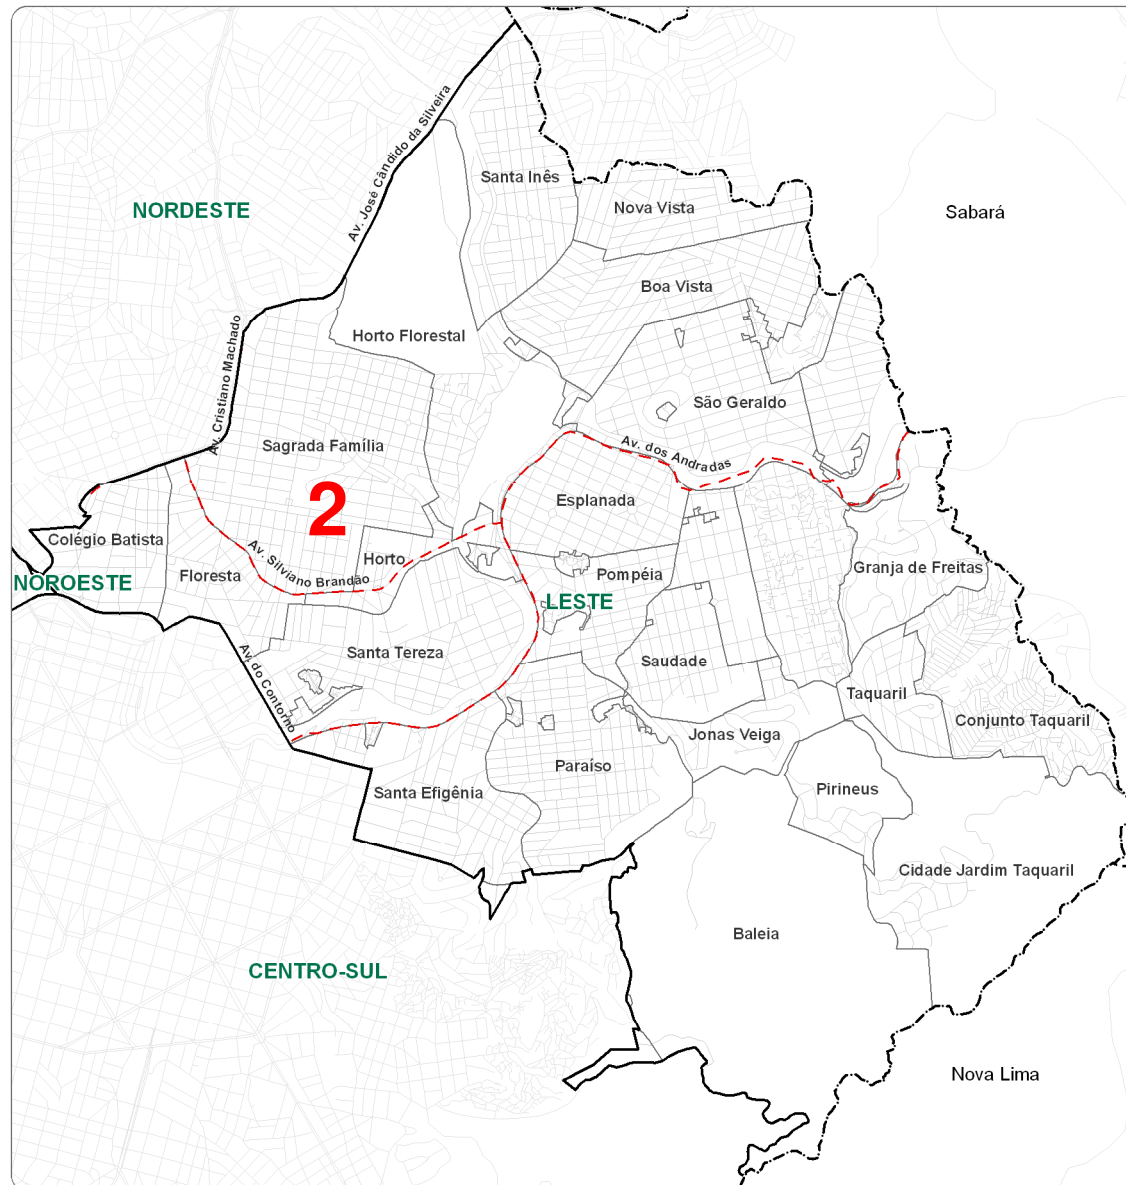 Av. José Cândido da Silveira
Santa Inês
NORDESTE
Nova Vista
Sabará
Boa Vista
Horto Florestal
Av. Cristiano Machado
São Geraldo
Sagrada Família
Av. dos Andradas
2
Esplanada
Colégio Batista
Av. Silviano Brandão
Horto
Floresta
Pompéia
Granja de Freitas
NOROESTE
LESTE
Santa Tereza
Saudade
Av. do Contorno
Taquaril
Conjunto Taquaril
Jonas Veiga
Paraíso
Santa Efigênia
Pirineus
Cidade Jardim Taquaril
Baleia
CENTRO-SUL
Nova Lima